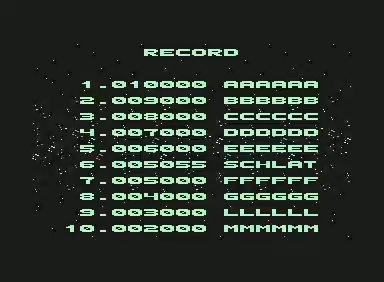 RECORD
1.010000 AAAAAA
2.009000 BBBBBB
3.008000 CCCCCC
4.007000 DDDDDD
5.006000 EEEEEE
6.005055 SCHLAT
7.005000 FFFFFF
8.004000 GGGGGG
9.003000 LLLLLL
10.002000 MMMMMM